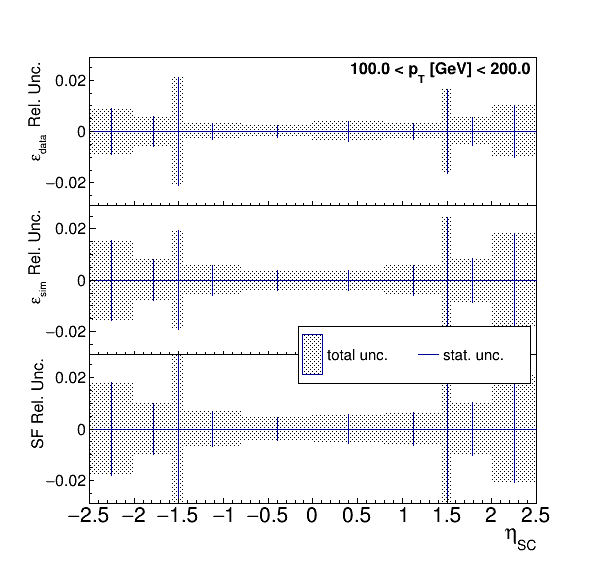 100.0 < p_T [GeV] < 200.0
ε_data Rel. Unc.
0.02
0
−0.02
ε_sim Rel. Unc.
0.02
0
−0.02
total unc.
stat. unc.
SF Rel. Unc.
0.02
0
−0.02
−2.5 −2 −1.5 −1 −0.5 0 0.5 1 1.5 2 2.5
η_SC